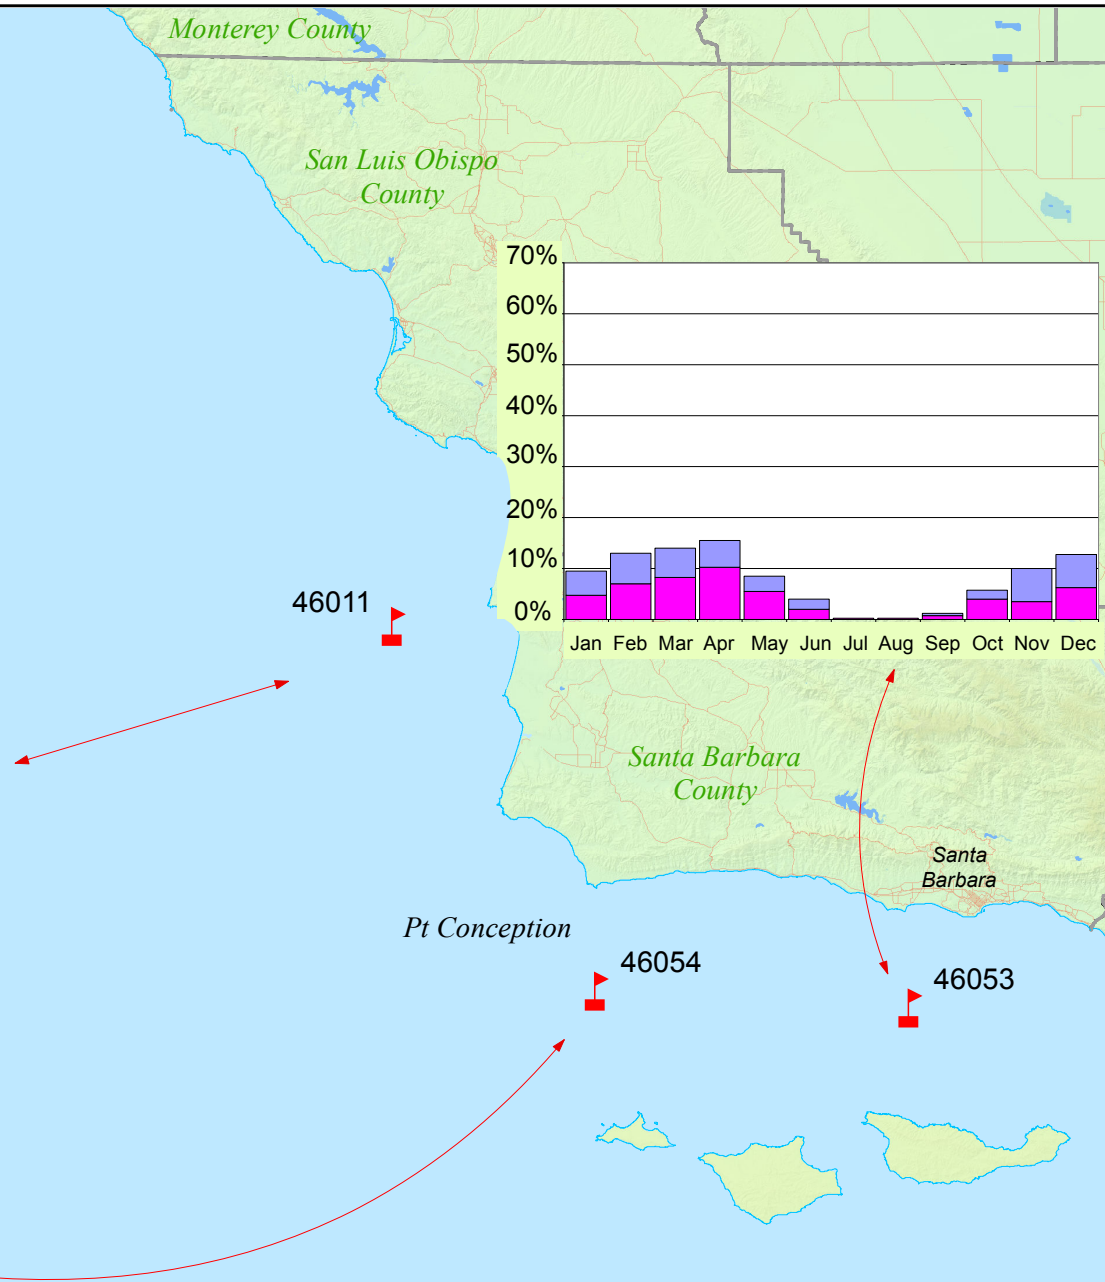 Monterey County
San Luis Obispo
County
70%
60%
50%
40%
30%
20%
10%
0%
Jan Feb Mar Apr May Jun Jul Aug Sep Oct Nov Dec
46011
Santa Barbara
County
Santa
Barbara
Pt Conception
46054
46053